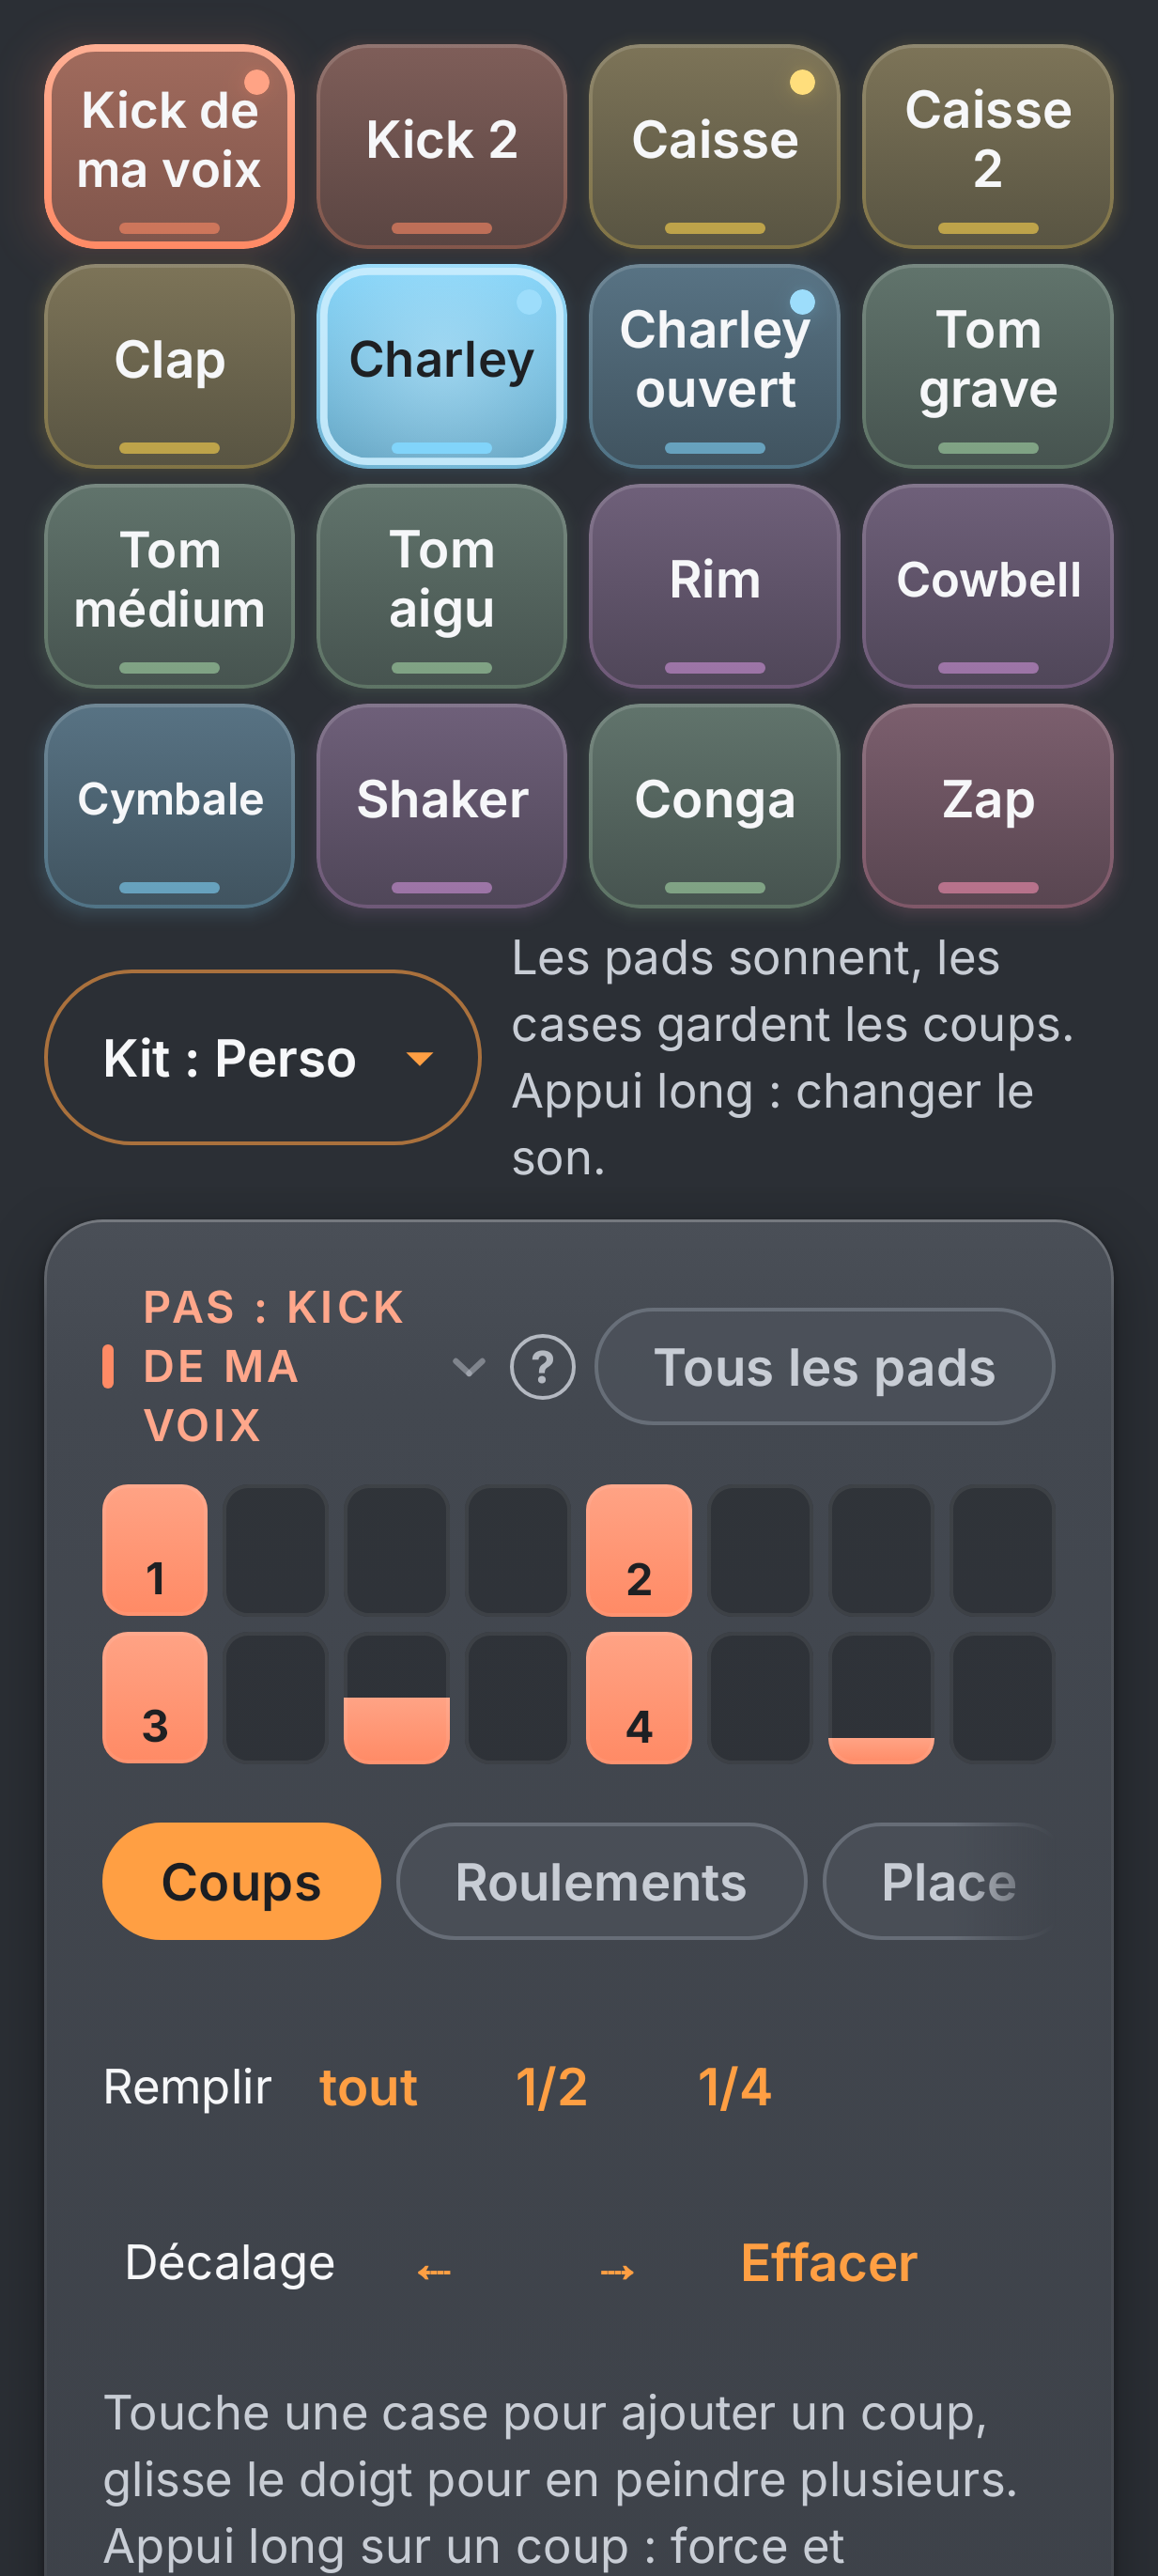 Kick de
ma voix
Kick 2
Caisse
Caisse
2
Clap
Charley
Charley
ouvert
Tom
grave
Tom
médium
Tom
aigu
Rim
Cowbell
Cymbale
Shaker
Conga
Zap
Kit : Perso
Les pads sonnent, les
cases gardent les coups.
Appui long : changer le
son.
PAS : KICK
DE MA
VOIX
?
Tous les pads
1
2
3
4
Coups
Roulements
Place
Remplir tout 1/2 1/4
Décalage ← → Effacer
Touche une case pour ajouter un coup,
glisse le doigt pour en peindre plusieurs.
Appui long sur un coup : force et